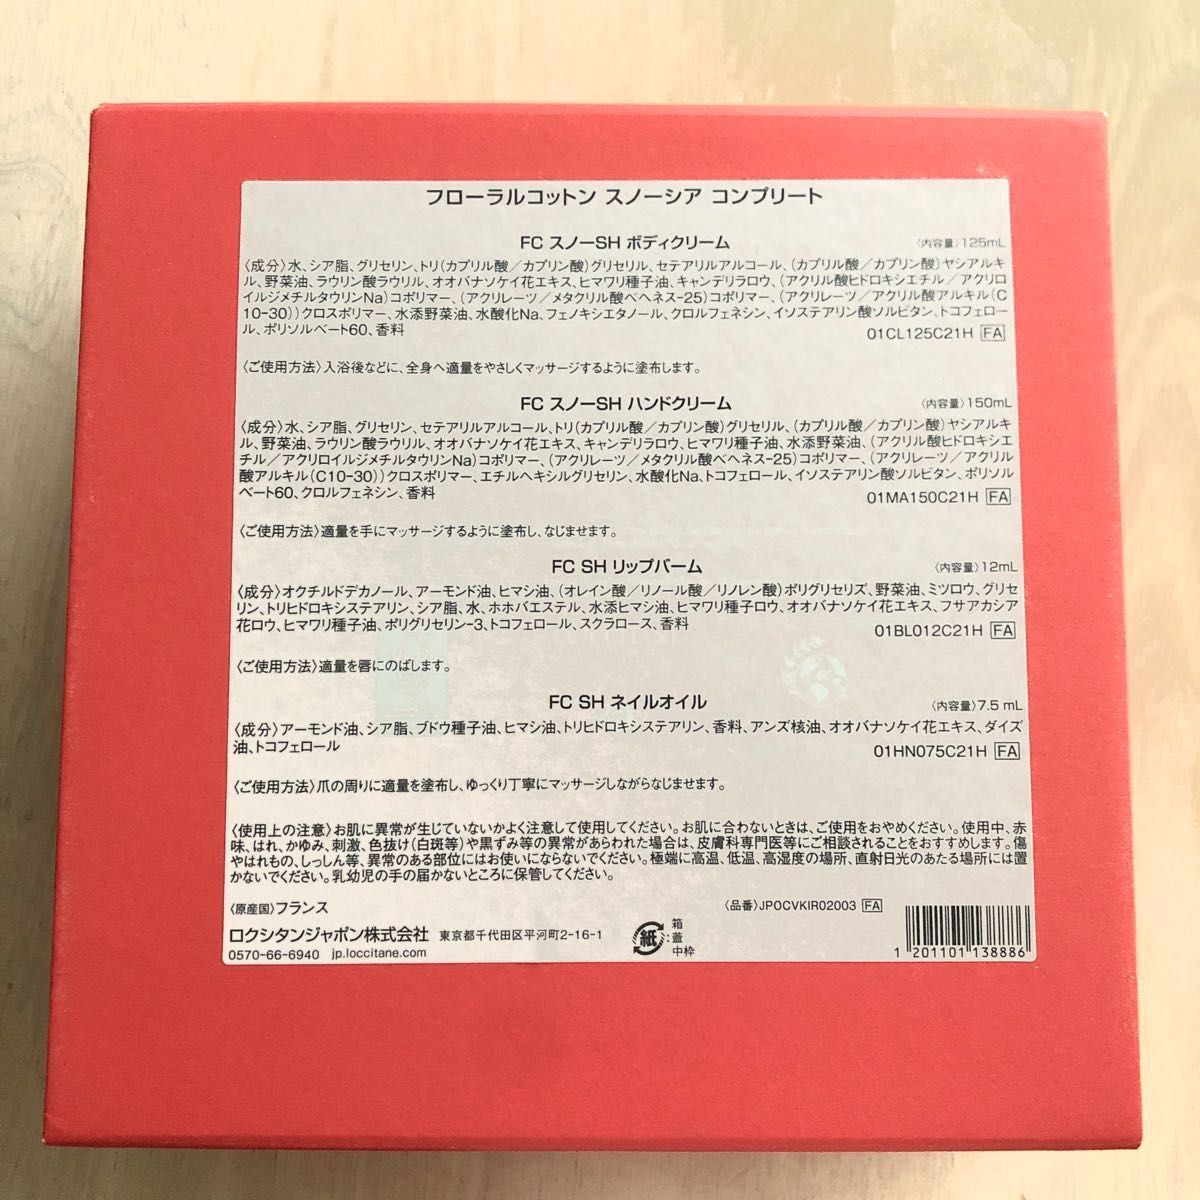 フローラルコットン スノーシア コンプリート
FC スノーSH ボディクリーム 〈内容量〉125mL
〈成分〉水、シア脂、グリセリン、トリ(カプリル酸／カプリン酸)グリセリル、セテアリルアルコール、(カプリル酸／カプリン酸)ヤシアルキ
ル、野菜油、ラウリン酸ラウリル、オオバナソケイ花エキス、ヒマワリ種子油、キャンデリラロウ、(アクリル酸ヒドロキシエチル／アクリロ
イルジメチルタウリンNa)コポリマー、(アクリレーツ／メタクリル酸ベヘネス-25)コポリマー、(アクリレーツ／アクリル酸アルキル(C
10-30))クロスポリマー、水添野菜油、水酸化Na、フェノキシエタノール、クロルフェネシン、イソステアリン酸ソルビタン、トコフェロー
ル、ポリソルベート60、香料 01CL125C21H FA
〈ご使用方法〉入浴後などに、全身へ適量をやさしくマッサージするように塗布します。
FC スノーSH ハンドクリーム 〈内容量〉150mL
〈成分〉水、シア脂、グリセリン、セテアリルアルコール、トリ(カプリル酸／カプリン酸)グリセリル、(カプリル酸／カプリン酸)ヤシアルキ
ル、野菜油、ラウリン酸ラウリル、オオバナソケイ花エキス、キャンデリラロウ、ヒマワリ種子油、水添野菜油、(アクリル酸ヒドロキシエ
チル／アクリロイルジメチルタウリンNa)コポリマー、(アクリレーツ／メタクリル酸ベヘネス-25)コポリマー、(アクリレーツ／アクリル
酸アルキル(C10-30))クロスポリマー、エチルヘキシルグリセリン、水酸化Na、トコフェロール、イソステアリン酸ソルビタン、ポリソル
ベート60、クロルフェネシン、香料 01MA150C21H FA
〈ご使用方法〉適量を手にマッサージするように塗布し、なじませます。
FC SH リップバーム 〈内容量〉12mL
〈成分〉オクチルドデカノール、アーモンド油、ヒマシ油、(オレイン酸／リノール酸／リノレン酸)ポリグリセリズ、野菜油、ミツロウ、グリセ
リン、トリヒドロキシステアリン、シア脂、水、ホホバエステル、水添ヒマシ油、ヒマワリ種子ロウ、オオバナソケイ花エキス、フサアカシア
花ロウ、ヒマワリ種子油、ポリグリセリン-3、トコフェロール、スクラロース、香料 01BL012C21H FA
〈ご使用方法〉適量を唇にのばします。
FC SH ネイルオイル 〈内容量〉7.5 mL
〈成分〉アーモンド油、シア脂、ブドウ種子油、ヒマシ油、トリヒドロキシステアリン、香料、アンズ核油、オオバナソケイ花エキス、ダイズ
油、トコフェロール 01HN075C21H FA
〈ご使用方法〉爪の周りに適量を塗布し、ゆっくり丁寧にマッサージしながらなじませます。
〈使用上の注意〉お肌に異常が生じていないかよく注意して使用してください。お肌に合わないときは、ご使用をおやめください。使用中、赤
味、はれ、かゆみ、刺激、色抜け(白斑等)や黒ずみ等の異常があらわれた場合は、皮膚科専門医等にご相談されることをおすすめします。傷
やはれもの、しっしん等、異常のある部位にはお使いにならないでください。極端に高温、低温、高湿度の場所、直射日光のあたる場所には置
かないでください。乳幼児の手の届かないところに保管してください。
〈原産国〉フランス 〈品番〉JPOCVKIR02003 FA
ロクシタンジャポン株式会社 東京都千代田区平河町2-16-1
0570-66-6940 jp.loccitane.com
紙
箱
:蓋
中枠
1 201101 138886